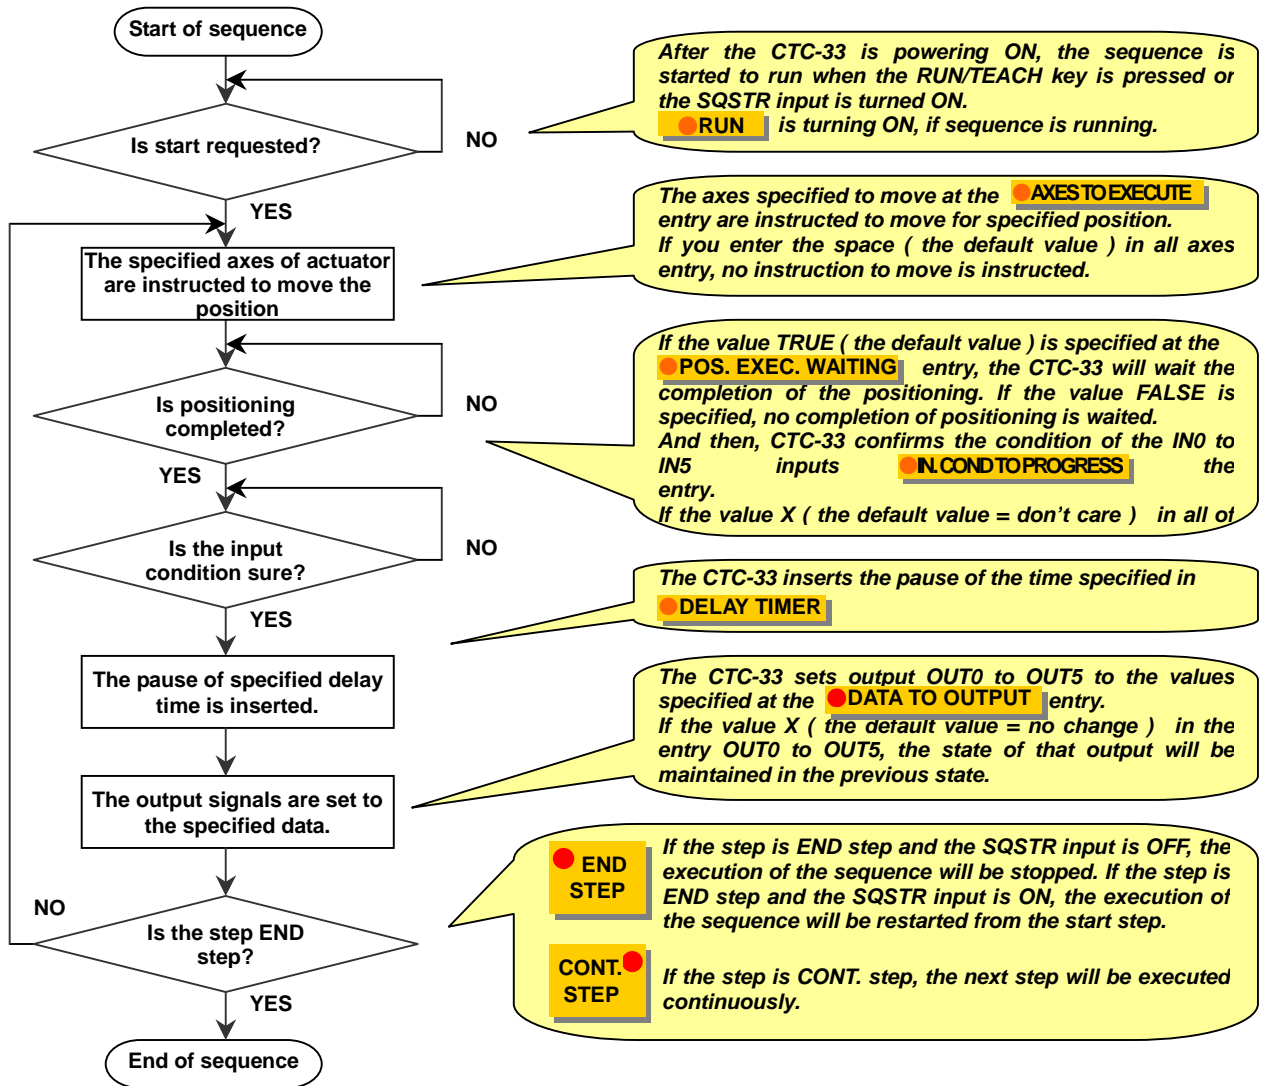 Start of sequence
Is start requested?
NO
YES
After the CTC-33 is powering ON, the sequence is
started to run when the RUN/TEACH key is pressed or
the SQSTR input is turned ON.
RUN is turning ON, if sequence is running.
The specified axes of actuator
are instructed to move the
position
The axes specified to move at the AXES TO EXECUTE
entry are instructed to move for specified position.
If you enter the space ( the default value ) in all axes
entry, no instruction to move is instructed.
Is positioning
completed?
NO
YES
If the value TRUE ( the default value ) is specified at the
POS. EXEC. WAITING entry, the CTC-33 will wait the
completion of the positioning. If the value FALSE is
specified, no completion of positioning is waited.
And then, CTC-33 confirms the condition of the IN0 to
IN5 inputs IN. COND TO PROGRESS the
entry.
If the value X ( the default value = don't care ) in all of
Is the input
condition sure?
NO
YES
The CTC-33 inserts the pause of the time specified in
DELAY TIMER
The pause of specified delay
time is inserted.
The CTC-33 sets output OUT0 to OUT5 to the values
specified at the DATA TO OUTPUT entry.
If the value X ( the default value = no change ) in the
entry OUT0 to OUT5, the state of that output will be
maintained in the previous state.
The output signals are set to
the specified data.
END
STEP
If the step is END step and the SQSTR input is OFF, the
execution of the sequence will be stopped. If the step is
END step and the SQSTR input is ON, the execution of
the sequence will be restarted from the start step.
NO
Is the step END
step?
YES
CONT.
STEP
If the step is CONT. step, the next step will be executed
continuously.
End of sequence